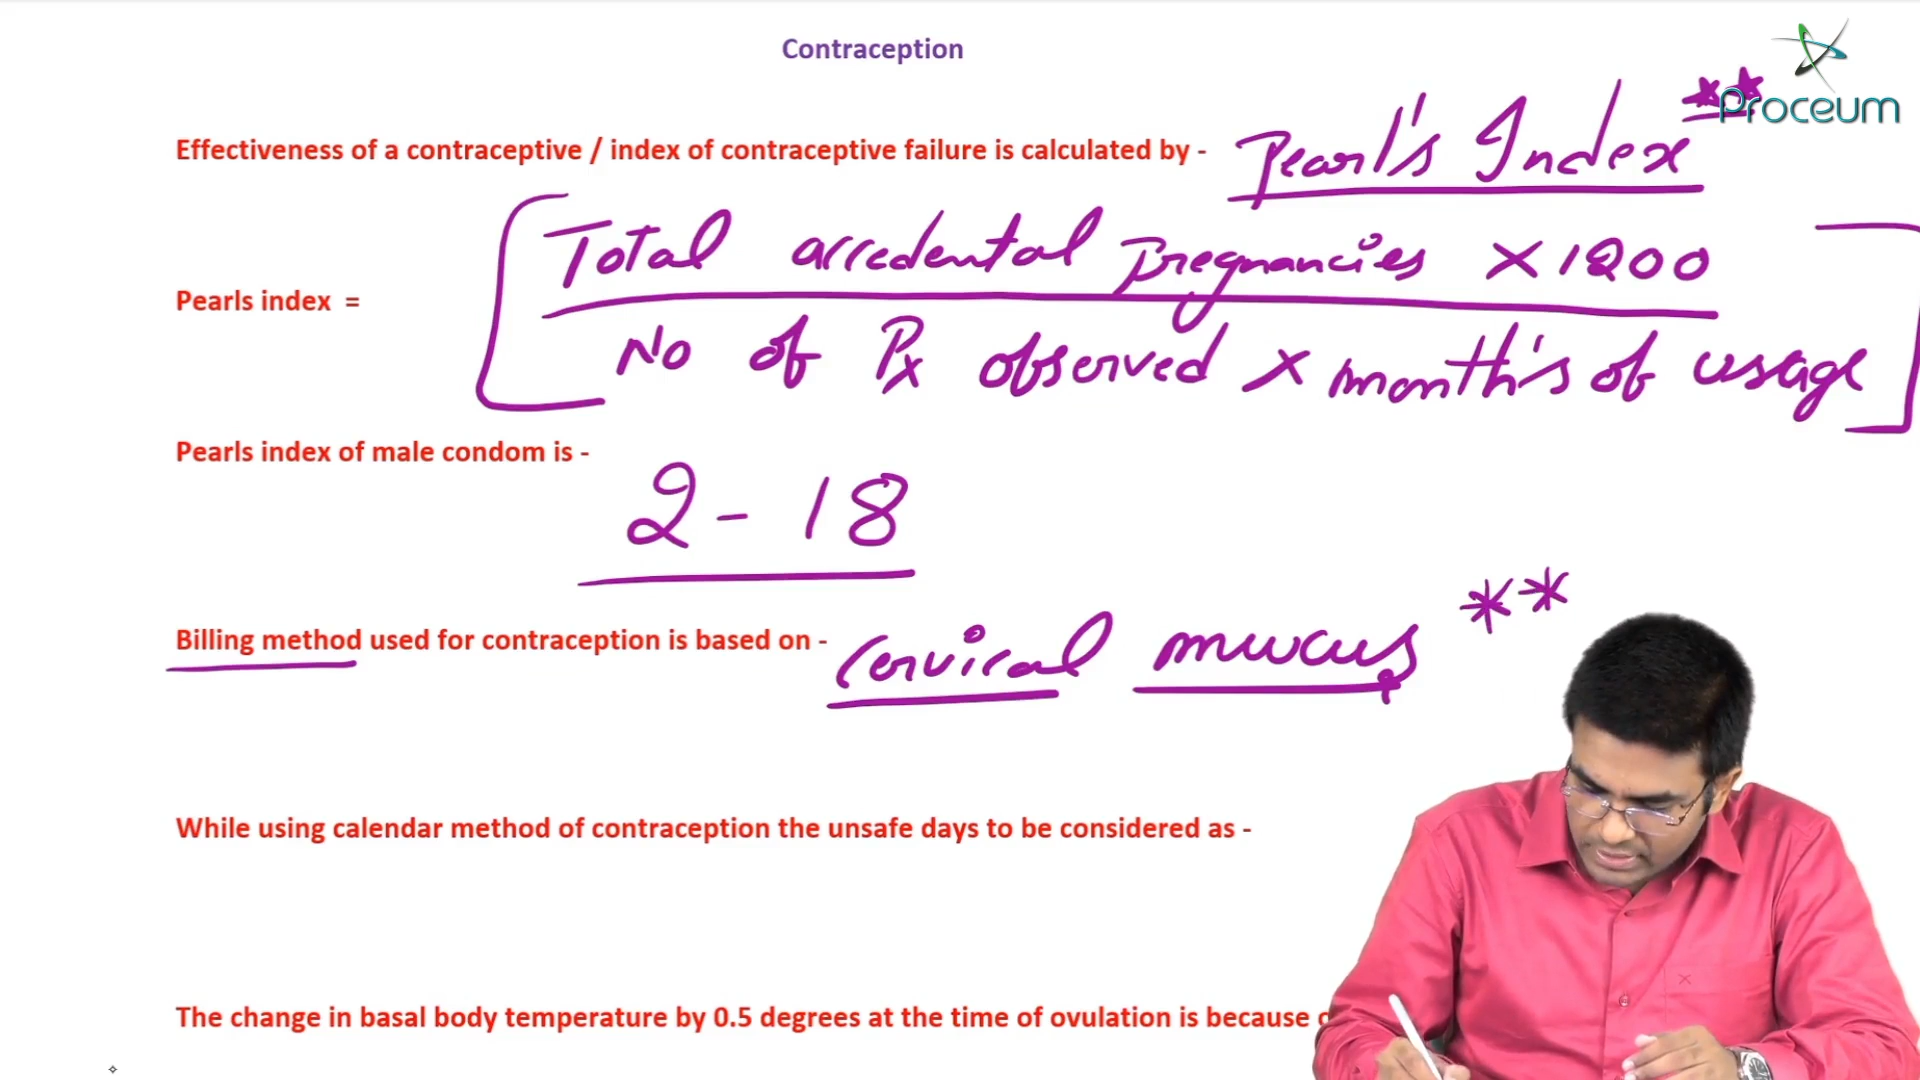 Contraception
Proceum
Effectiveness of a contraceptive / index of contraceptive failure is calculated by - Pearl's Index **
Total accedental Pregnancies X 1200
Pearls index =
No of Px observed X month's of usage
Pearls index of male condom is -
2 - 18
Billing method used for contraception is based on - Cervical mucus **
While using calendar method of contraception the unsafe days to be considered as -
The change in basal body temperature by 0.5 degrees at the time of ovulation is because